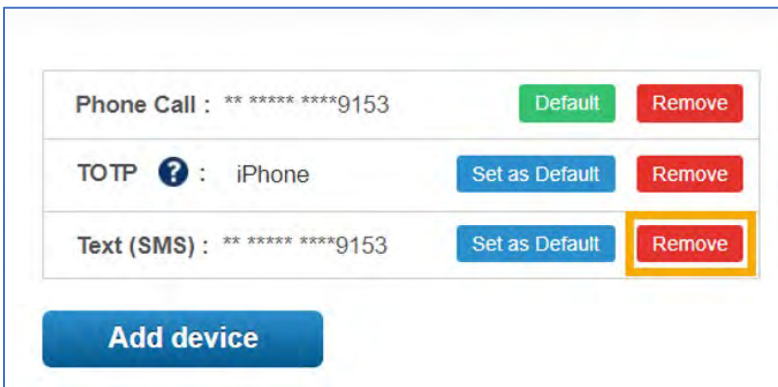 Phone Call : ** ***** ****9153 Default Remove
TOTP ? : iPhone Set as Default Remove
Text (SMS) : ** ***** ****9153 Set as Default Remove
Add device